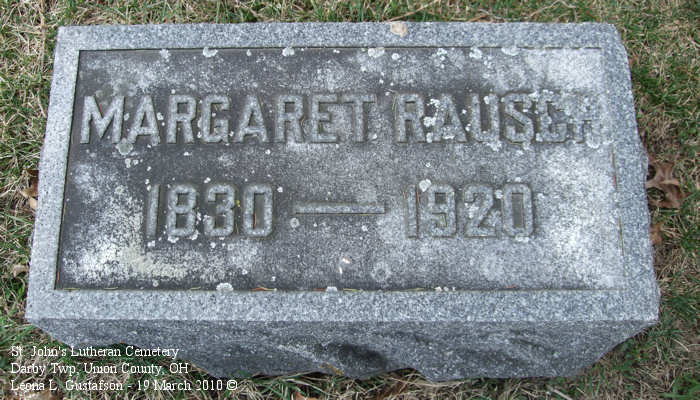 MARGARET RAUSCH
1830 — 1920
St. John's Lutheran Cemetery
Darby Twp, Union County, OH
Leona L. Gustafson - 19 March 2010 ©